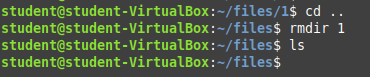 student@student-VirtualBox:~/files/1$ cd ..
student@student-VirtualBox:~/files$ rmdir 1
student@student-VirtualBox:~/files$ ls
student@student-VirtualBox:~/files$